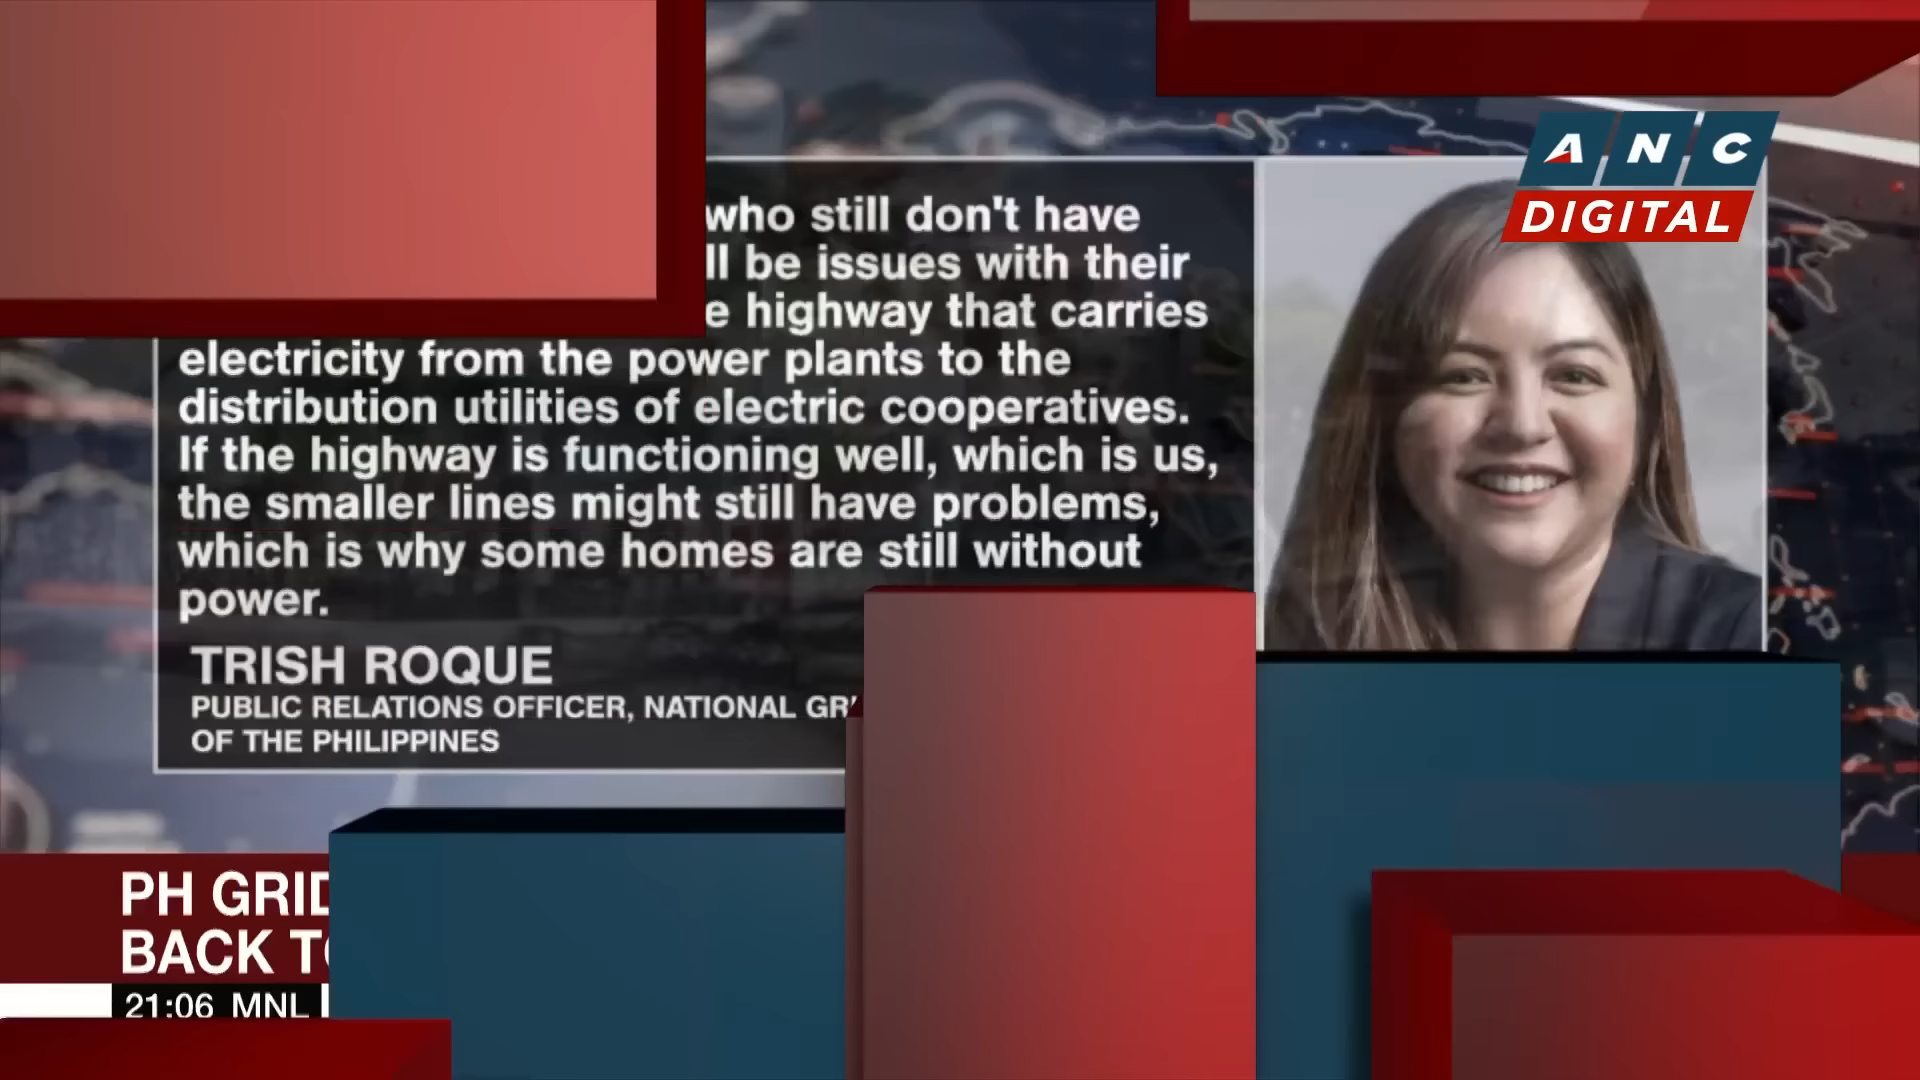 ANC
DIGITAL
who still don't have
be issues with their
highway that carries
electricity from the power plants to the
distribution utilities of electric cooperatives.
If the highway is functioning well, which is us,
the smaller lines might still have problems,
which is why some homes are still without
power.
TRISH ROQUE
PUBLIC RELATIONS OFFICER, NATIONAL
OF THE PHILIPPINES
PH GRID
BACK
21:06 MNL